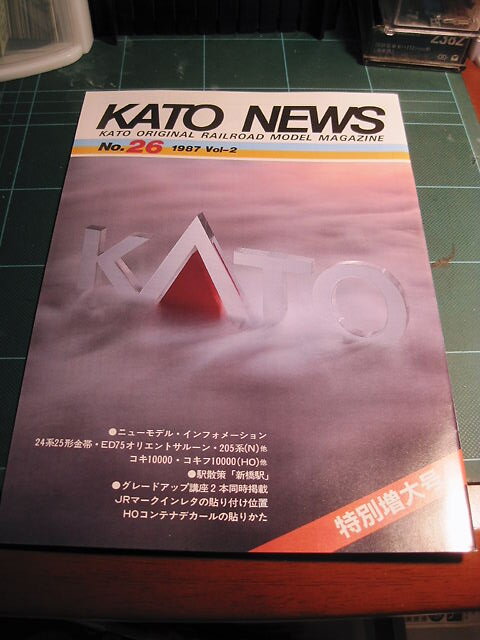 KATO NEWS
KATO ORIGINAL RAILROAD MODEL MAGAZINE
No.26 1987 Vol-2
KATO
●ニューモデル・インフォメーション
24系25形金帯・ED75オリエントサルーン・205系(N)他
コキ10000・コキフ10000(HO)他
●駅散策「新橋駅」
●グレードアップ講座2本同時掲載
JRマークインレタの貼り付け位置
HOコンテナデカールの貼りかた
特別増大号
2382